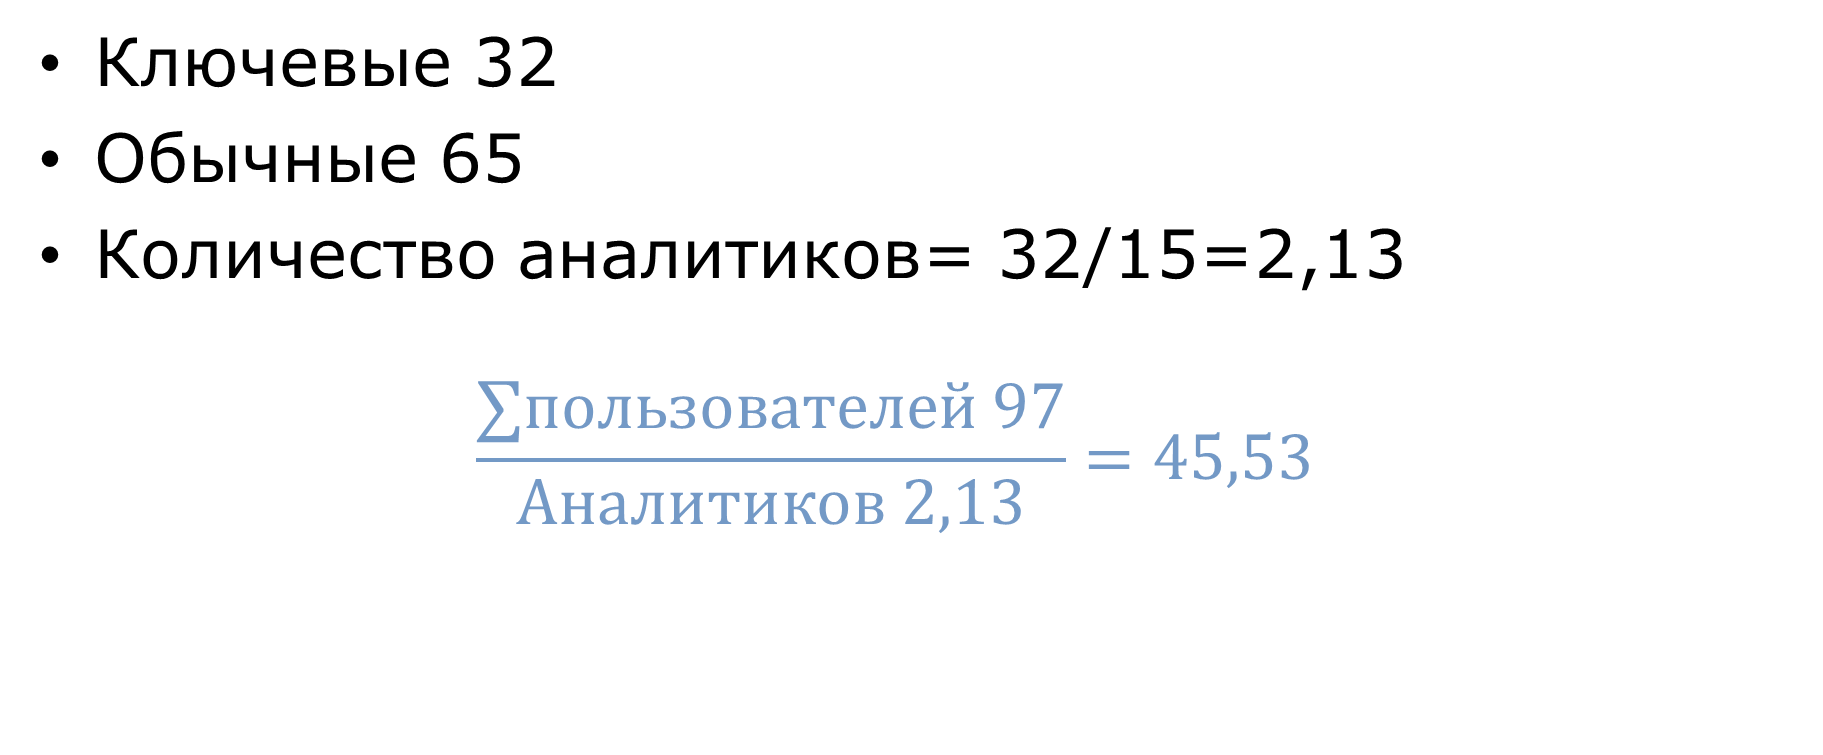 • Ключевые 32
• Обычные 65
• Количество аналитиков= 32/15=2,13
∑пользователей 97
= 45,53
Аналитиков 2,13